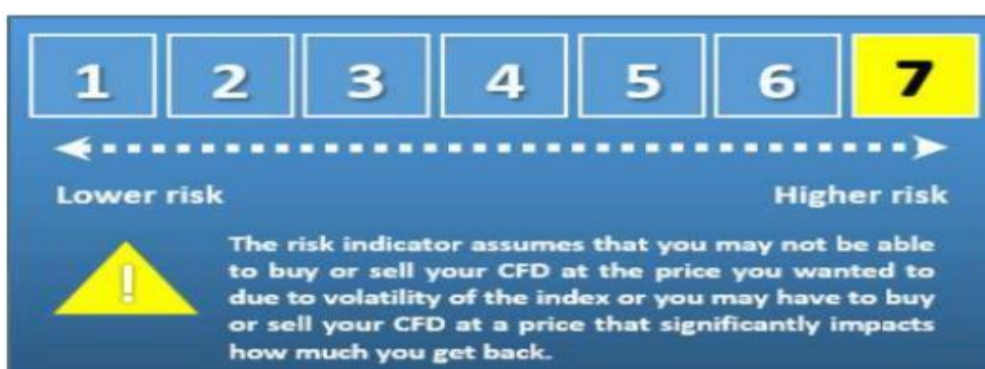 1 2 3 4 5 6 7
Lower risk Higher risk
!
The risk indicator assumes that you may not be able
to buy or sell your CFD at the price you wanted to
due to volatility of the index or you may have to buy
or sell your CFD at a price that significantly impacts
how much you get back.